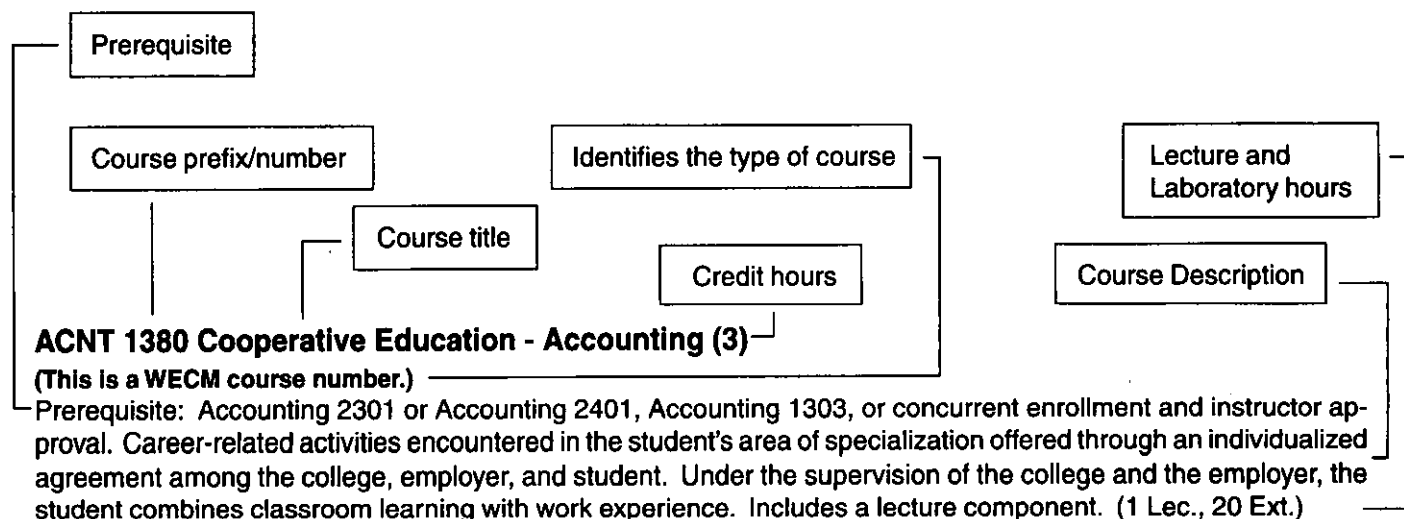 Prerequisite
Course prefix/number
Identifies the type of course
Lecture and
Laboratory hours
Course title
Credit hours
Course Description
ACNT 1380 Cooperative Education - Accounting (3)
(This is a WECM course number.)
Prerequisite: Accounting 2301 or Accounting 2401, Accounting 1303, or concurrent enrollment and instructor ap-
proval. Career-related activities encountered in the student's area of specialization offered through an individualized
agreement among the college, employer, and student. Under the supervision of the college and the employer, the
student combines classroom learning with work experience. Includes a lecture component. (1 Lec., 20 Ext.)